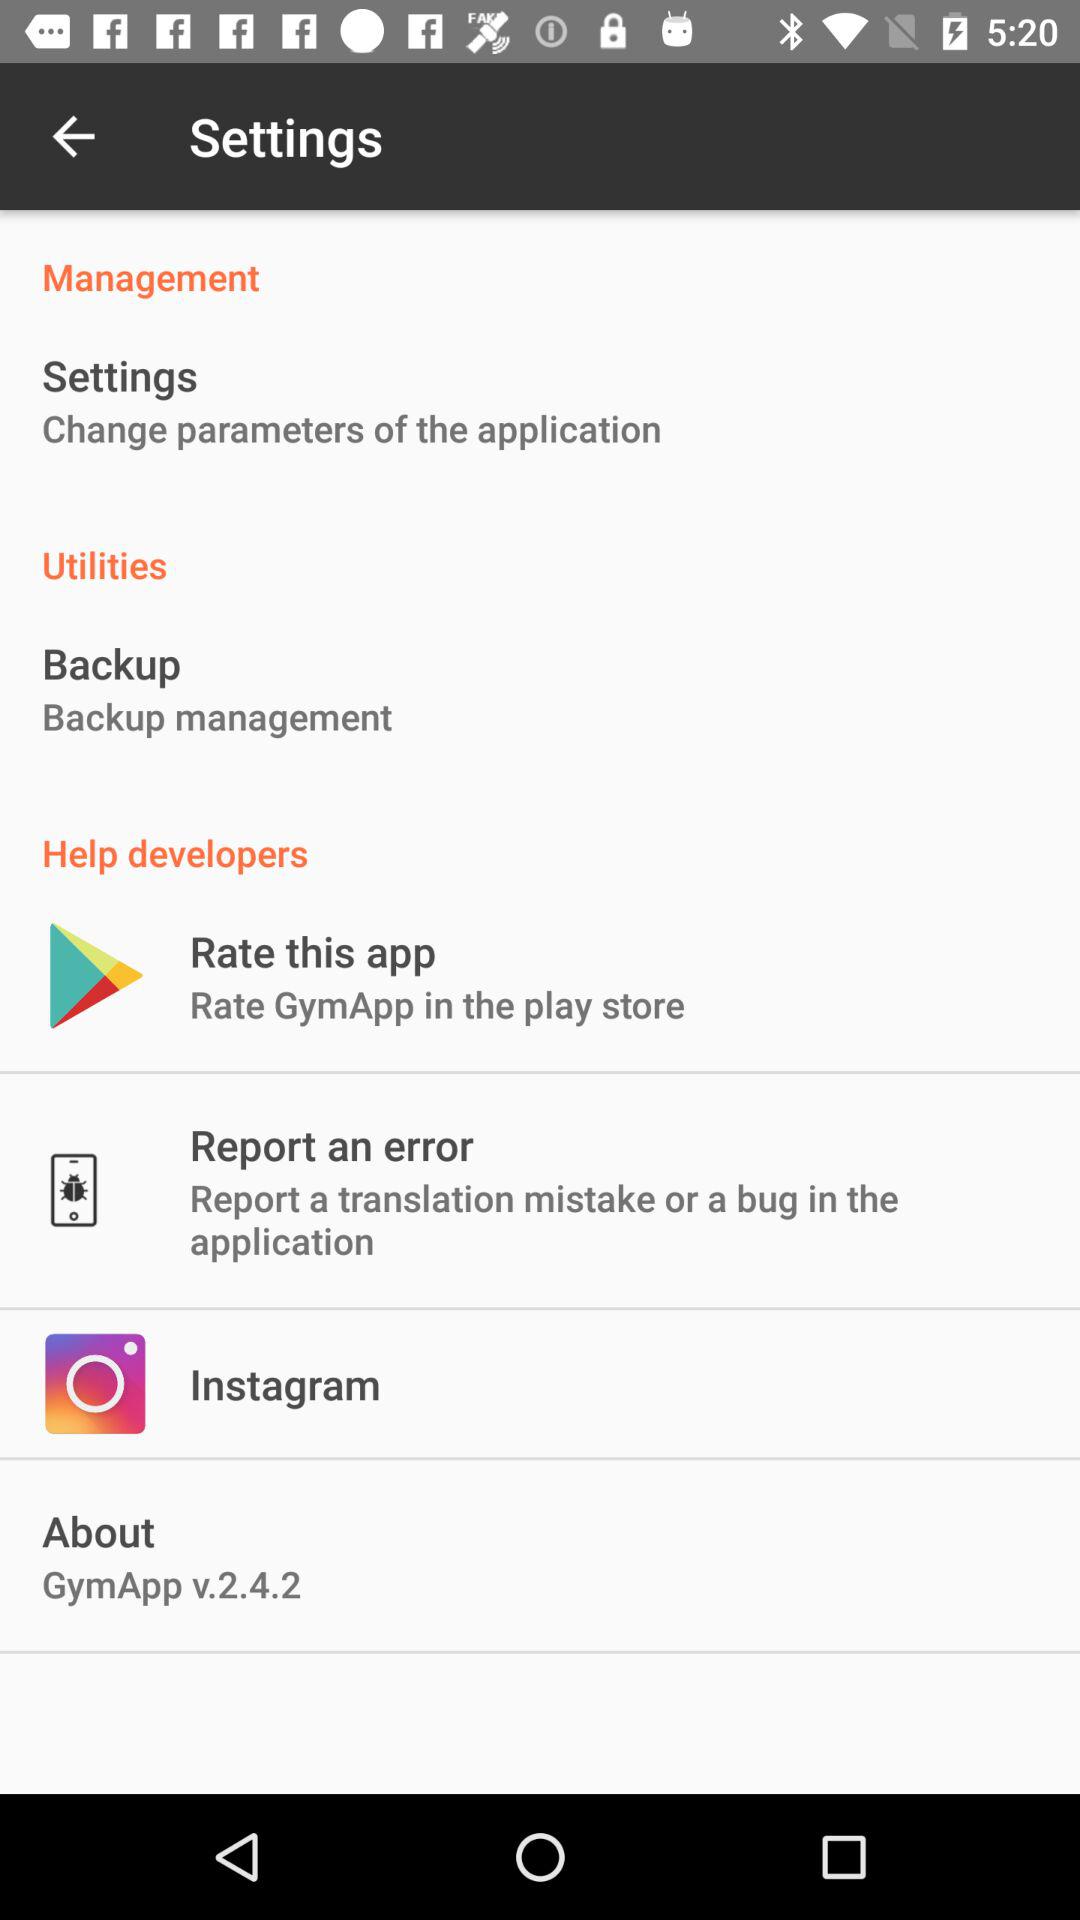 FAKE
5:20
Settings
Management
Settings
Change parameters of the application
Utilities
Backup
Backup management
Help developers
Rate this app
Rate GymApp in the play store
Report an error
Report a translation mistake or a bug in the
application
Instagram
About
GymApp v.2.4.2